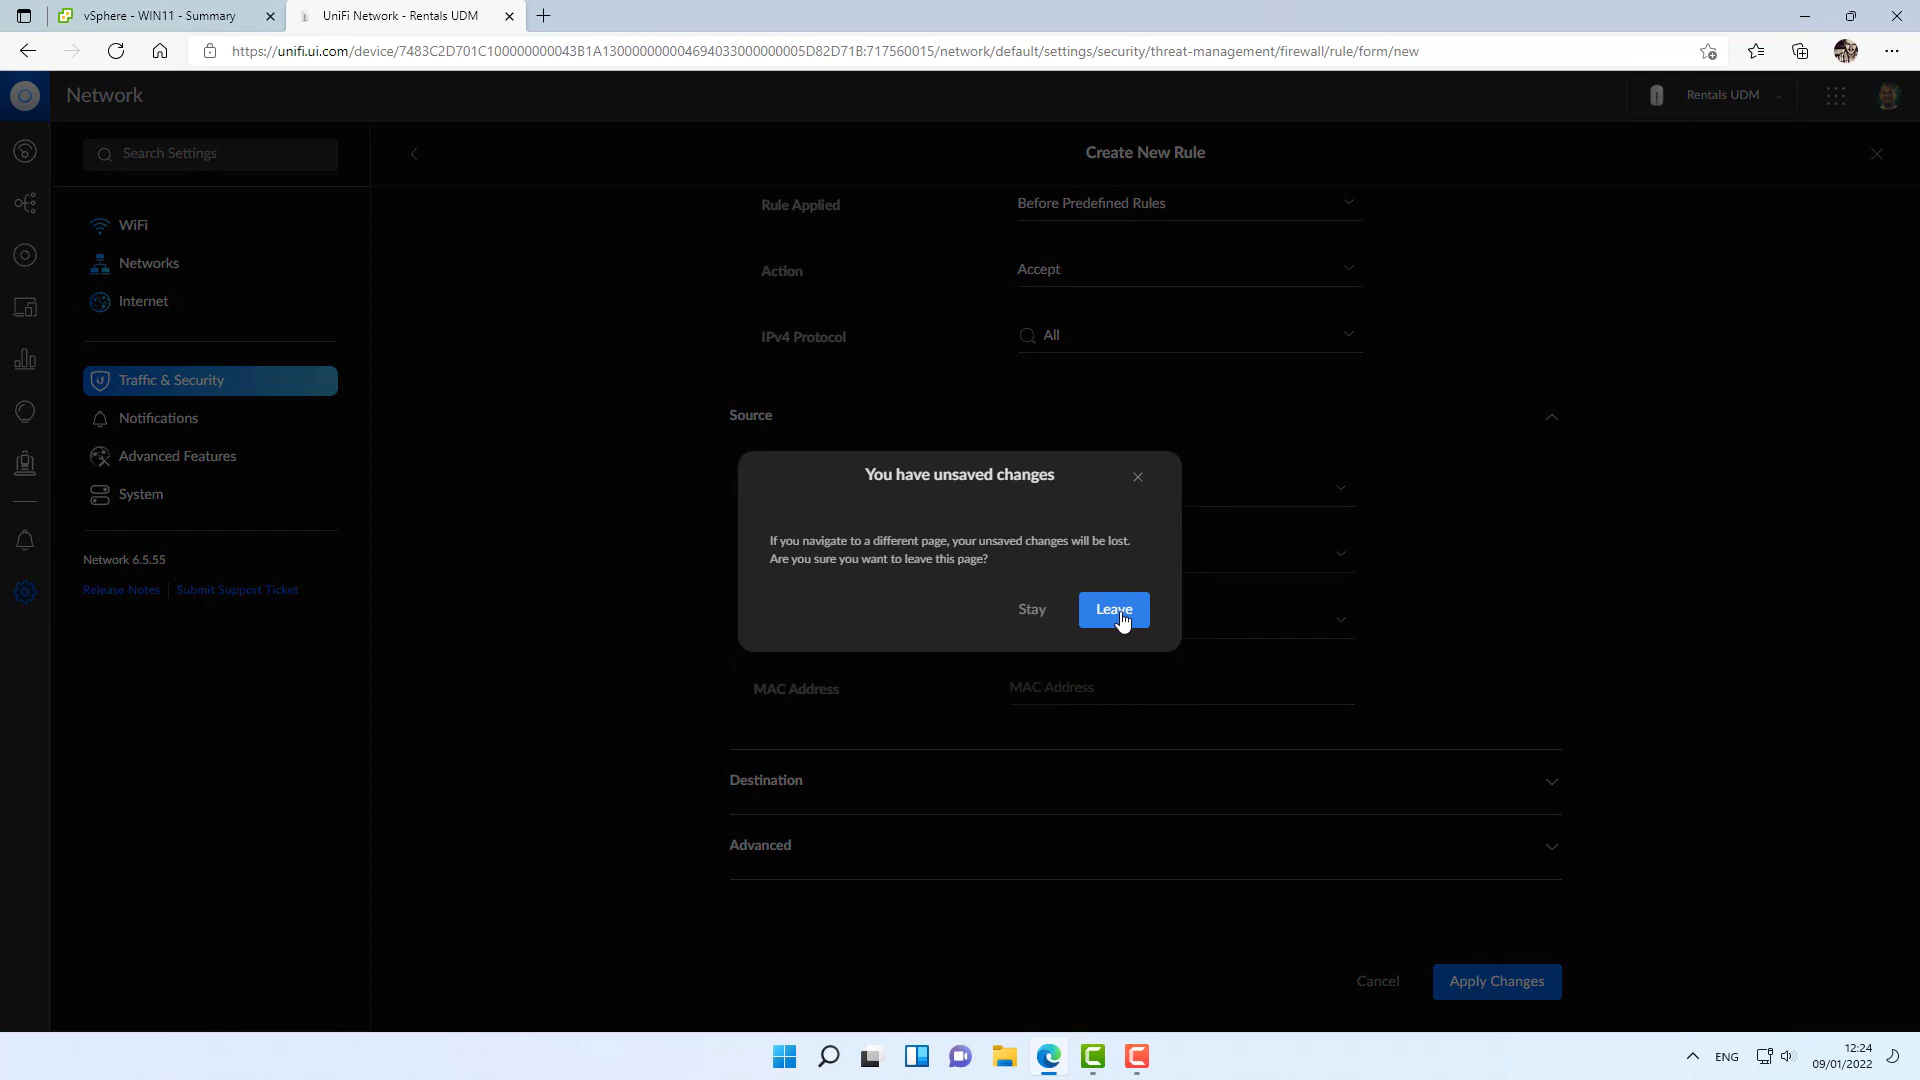 vSphere - WIN11 - Summary
UniFi Network - Rentals UDM
https://unifi.ui.com/device/7483C2D701C100000000043B1A130000000004694033000000005D82D71B:717560015/network/default/settings/security/threat-management/firewall/rule/form/new
Network
Rentals UDM
Search Settings
Create New Rule
WiFi
Networks
Internet
Traffic & Security
Notifications
Advanced Features
System
Network 6.5.55
Release Notes | Submit Support Ticket
Rule Applied
Before Predefined Rules
Action
Accept
IPv4 Protocol
All
Source
You have unsaved changes
If you navigate to a different page, your unsaved changes will be lost.
Are you sure you want to leave this page?
Stay
Leave
MAC Address
MAC Address
Destination
Advanced
Cancel
Apply Changes
ENG
12:24
09/01/2022